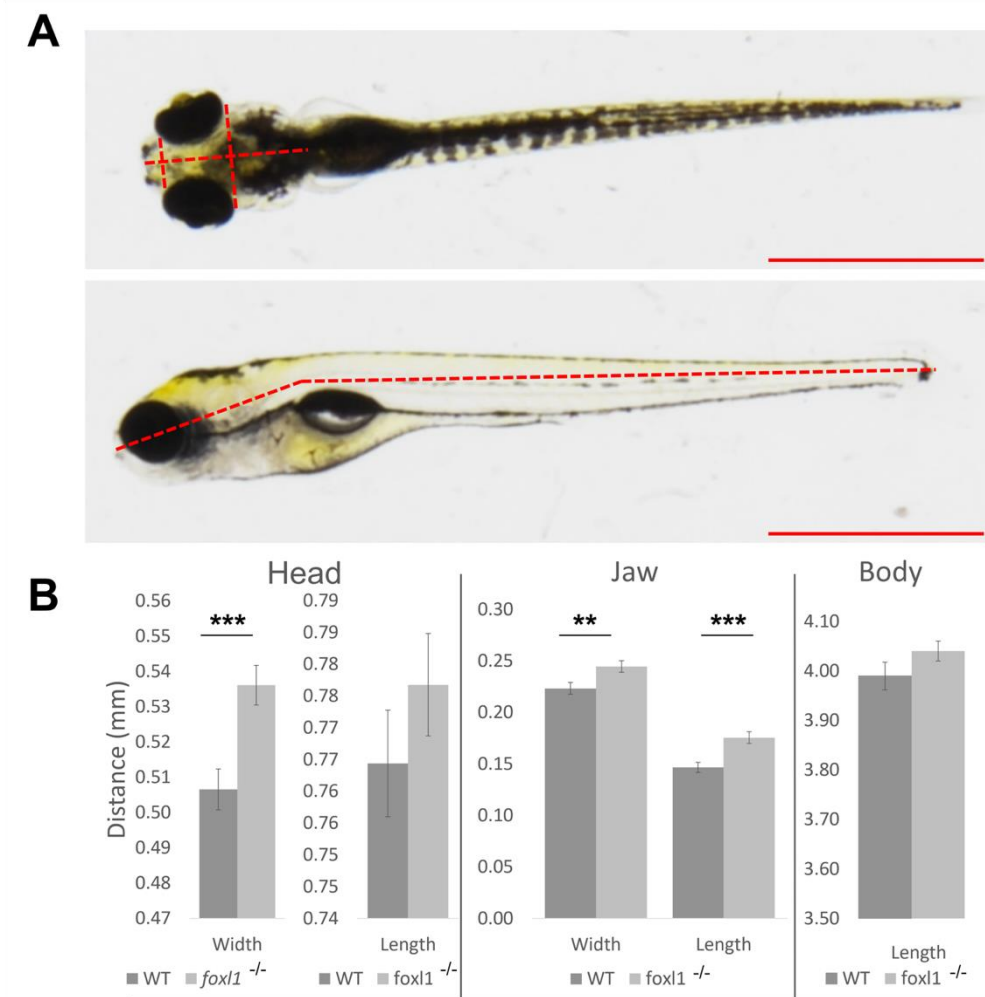 A
B
Head
Jaw
Body
Distance (mm)
0.56
0.55
0.54
0.53
0.52
0.51
0.50
0.49
0.48
0.47
***
Width
WT foxl1 -/-
0.79
0.79
0.78
0.78
0.77
0.77
0.76
0.76
0.75
0.75
0.74
Length
WT foxl1 -/-
0.30
0.25
0.20
0.15
0.10
0.05
0.00
**
***
Width
Length
WT foxl1 -/-
4.10
4.00
3.90
3.80
3.70
3.60
3.50
Length
WT foxl1 -/-